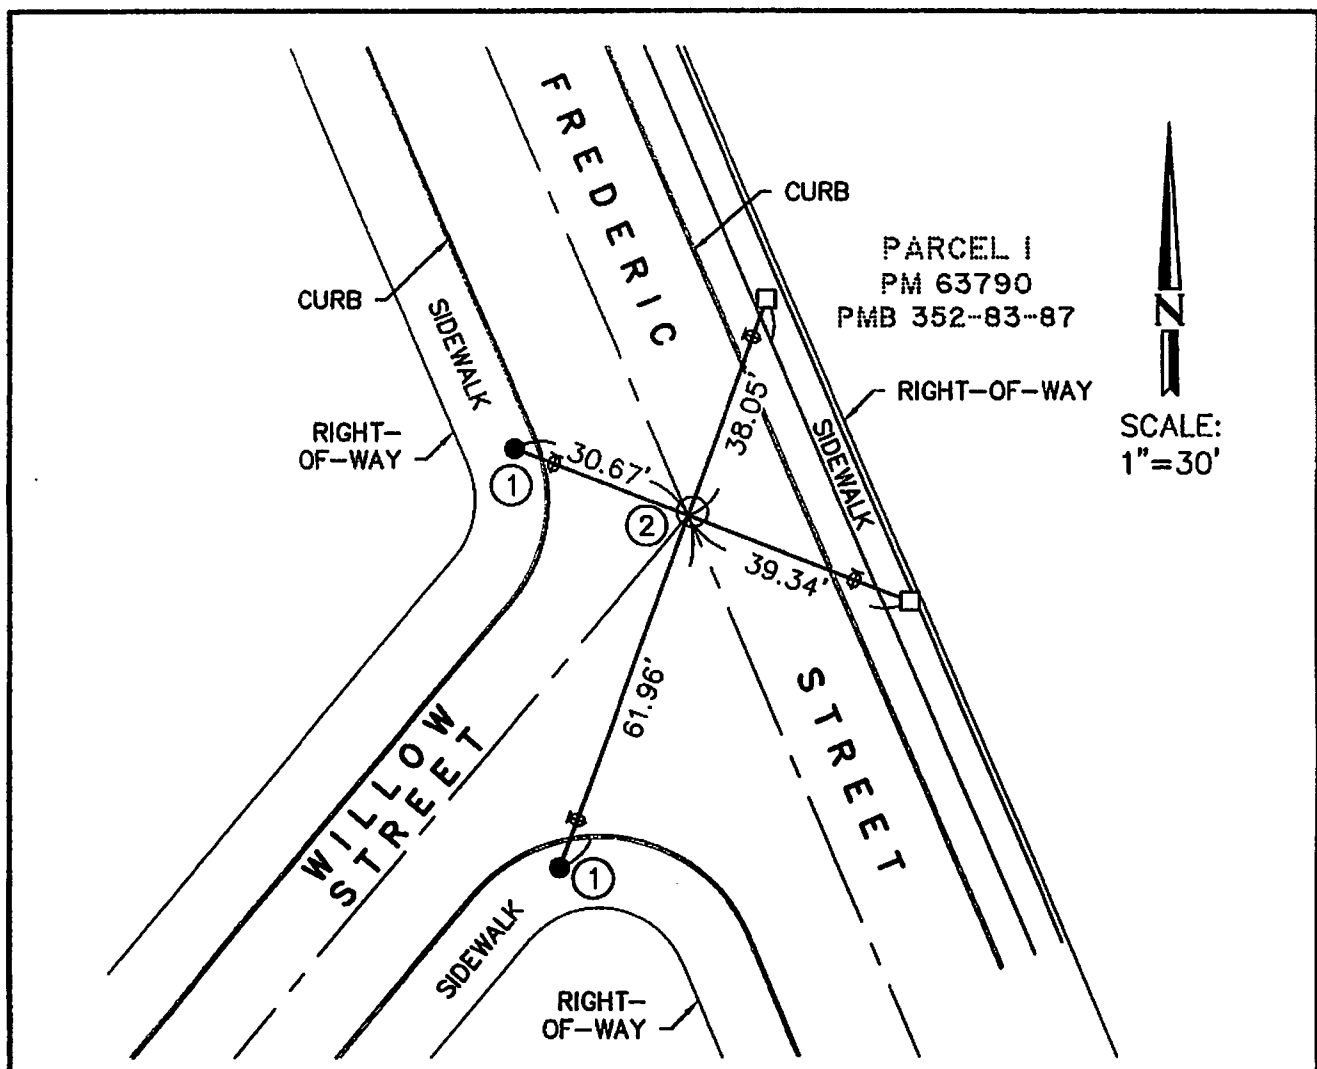 FREDERIC
STREET
CURB
PARCEL 1
PM 63790
PMB 352-83-87
CURB
SIDEWALK
RIGHT-OF-WAY
N
SCALE:
1"=30'
RIGHT-
OF-WAY
38.05'
SIDEWALK
30.67'
1
2
39.34'
61.96'
WILLOW
STREET
1
SIDEWALK
RIGHT-
OF-WAY